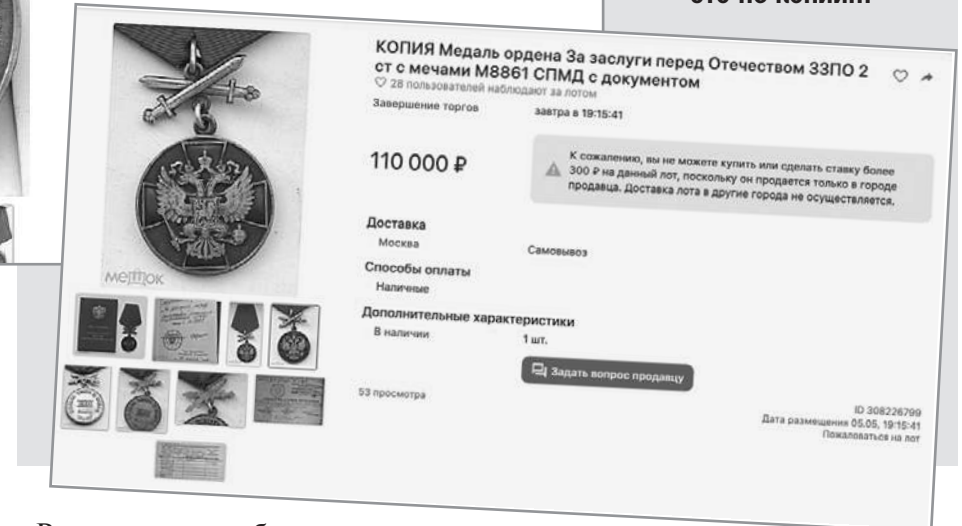 КОПИЯ Медаль ордена За заслуги перед Отечеством ЗЗПО 2
ст с мечами М8861 СПМД с документом
28 пользователей наблюдают за лотом
Завершение торгов
завтра в 19:15:41
110 000 ₽
К сожалению, вы не можете купить или сделать ставку более
300 ₽ на данный лот, поскольку он продается только в городе
продавца. Доставка лота в другие города не осуществляется.
Доставка
Москва
Самовывоз
Способы оплаты
Наличные
Дополнительные характеристики
В наличии
1 шт.
Задать вопрос продавцу
53 просмотра
ID 308226799
Дата размещения 05.05, 19:15:41
Пожаловаться на лот
мешок